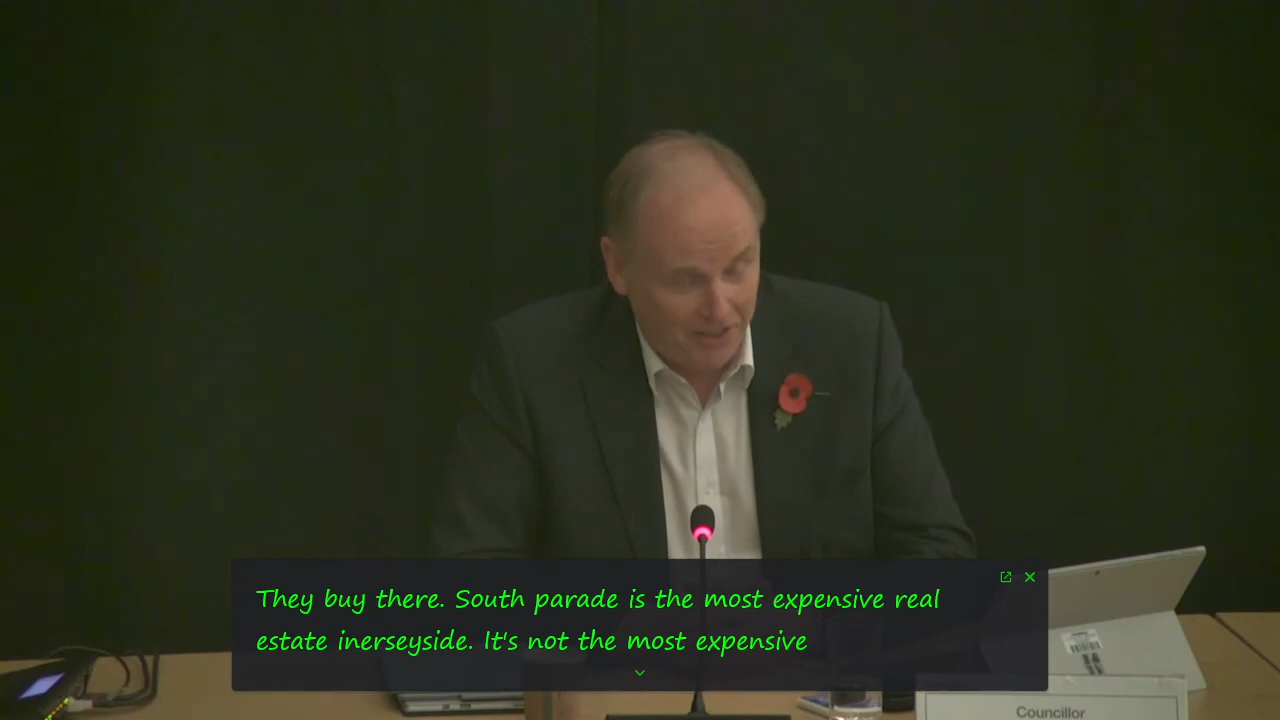 They buy there. South parade is the most expensive real
estate inerseyside. It's not the most expensive
Councillor